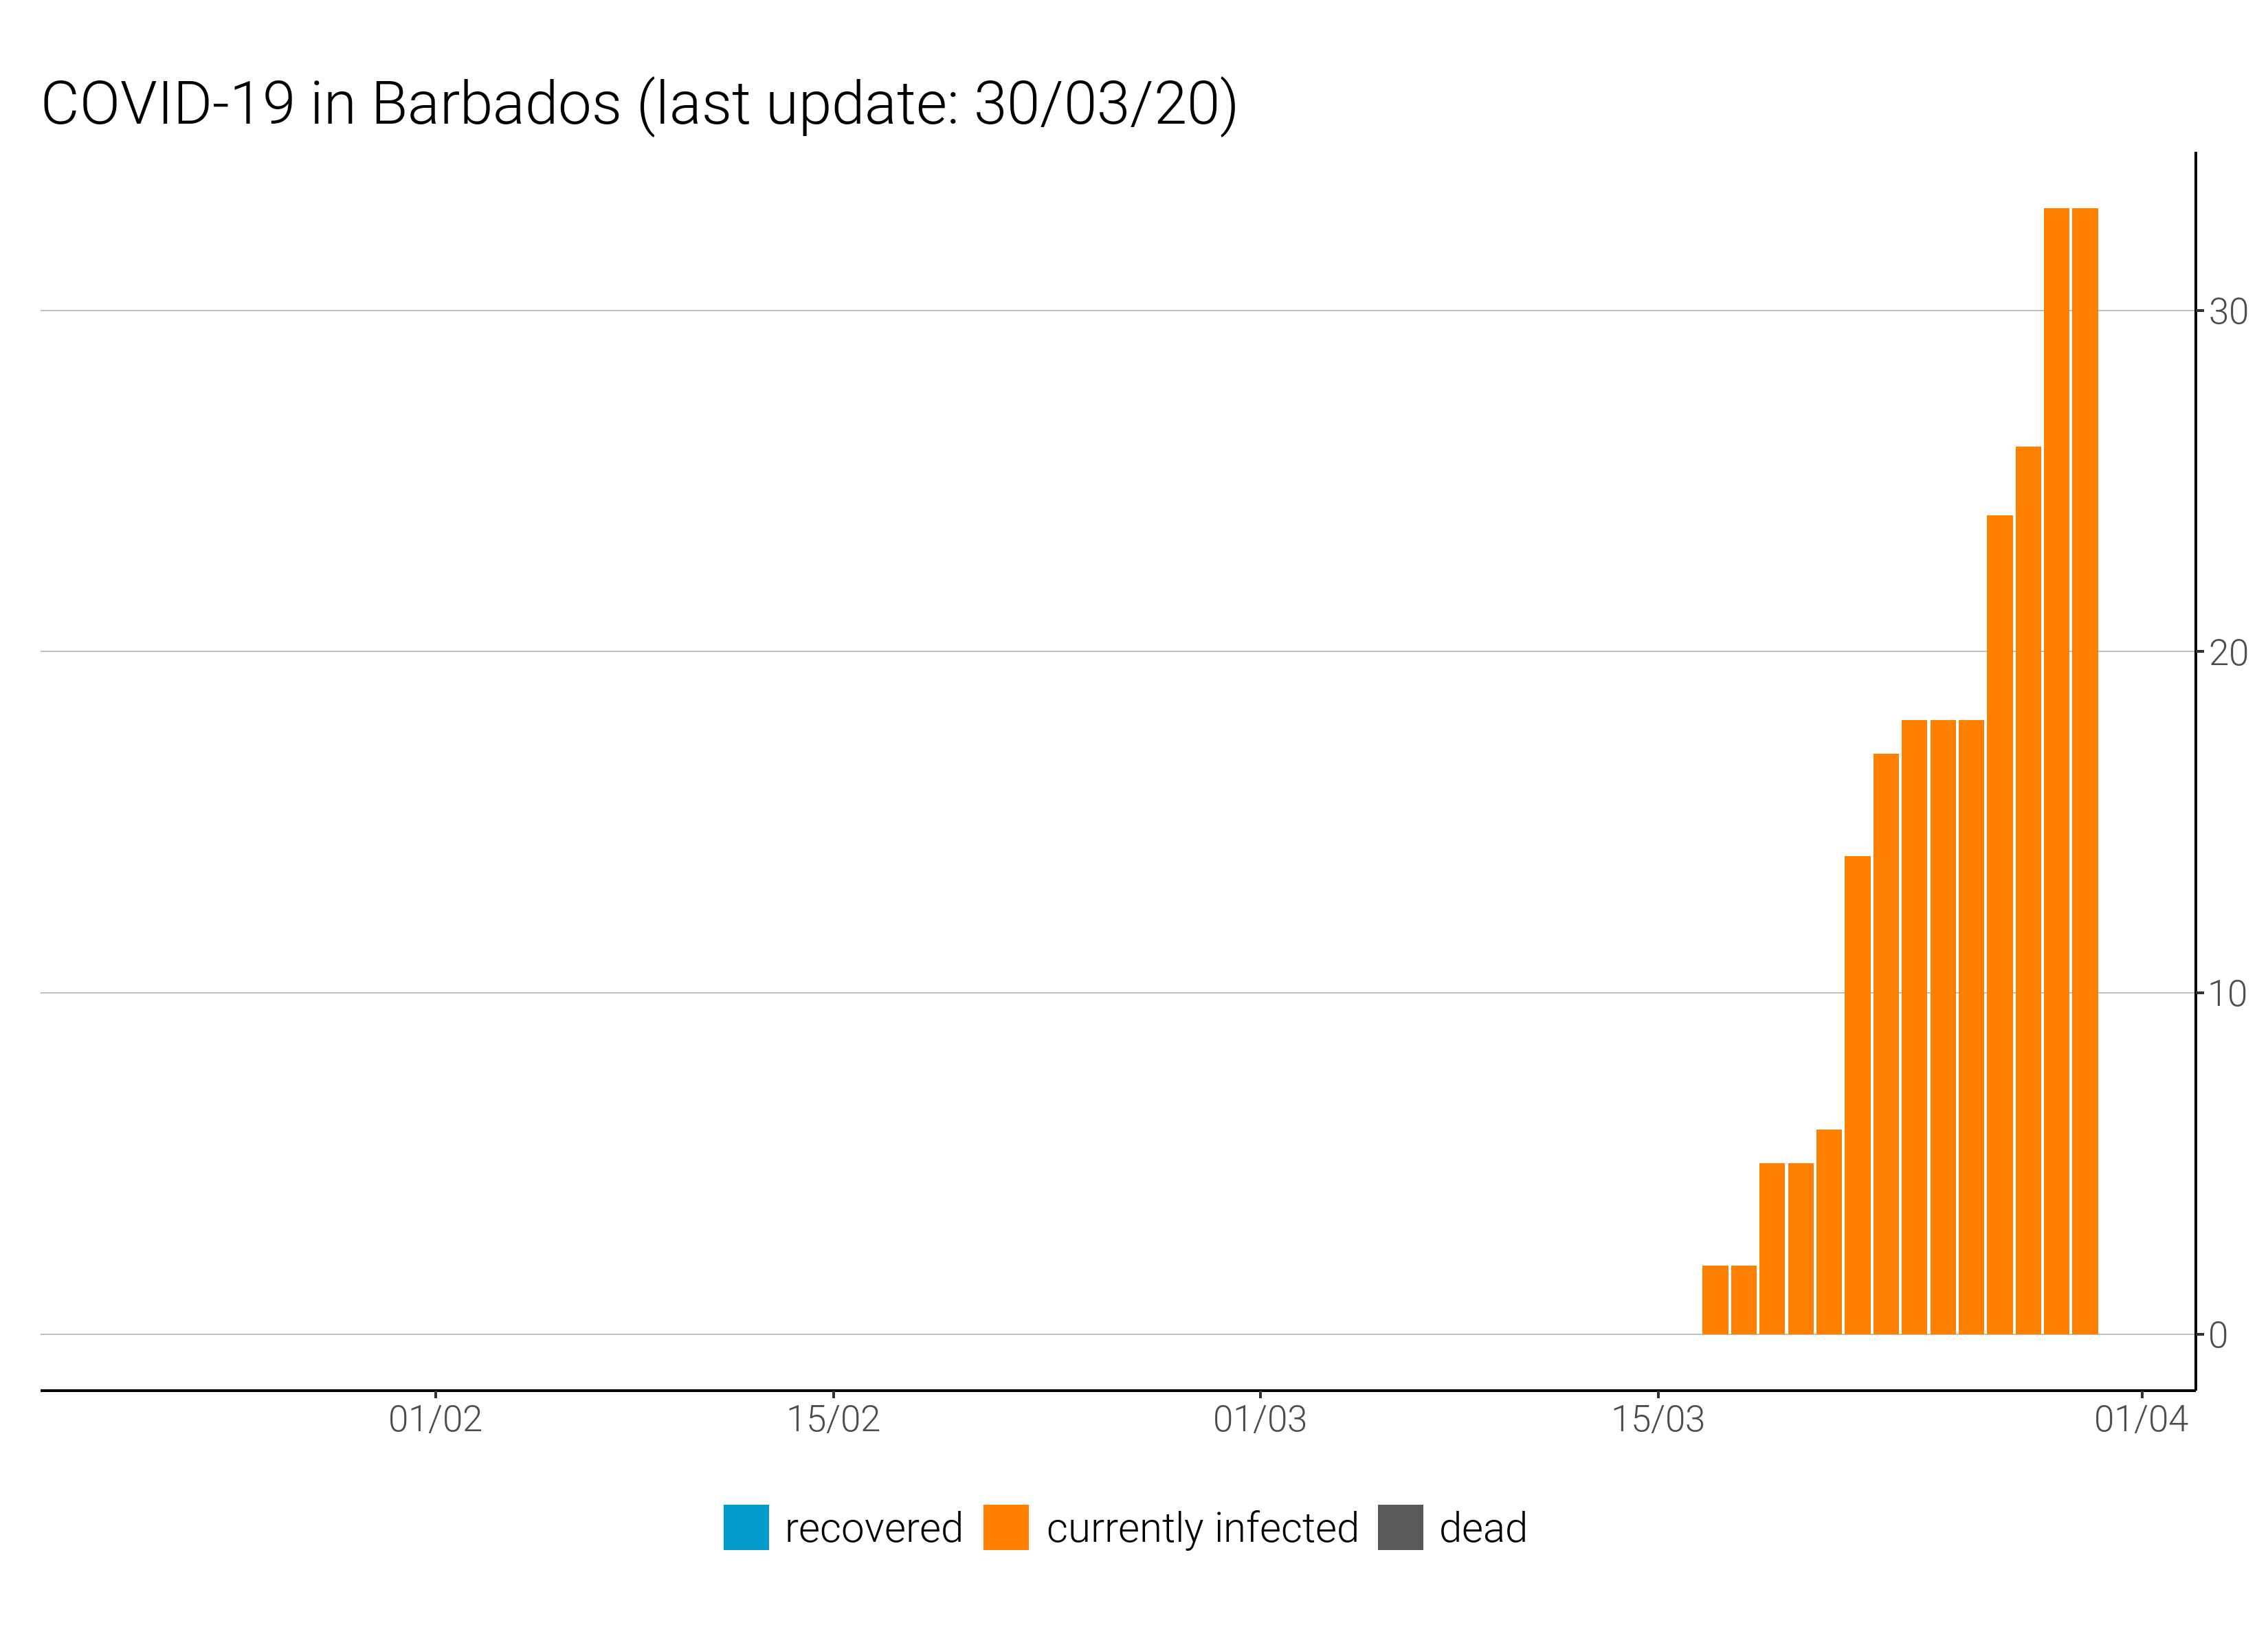 COVID-19 in Barbados (last update: 30/03/20)
30
20
10
0
01/02 15/02 01/03 15/03 01/04
recovered currently infected dead